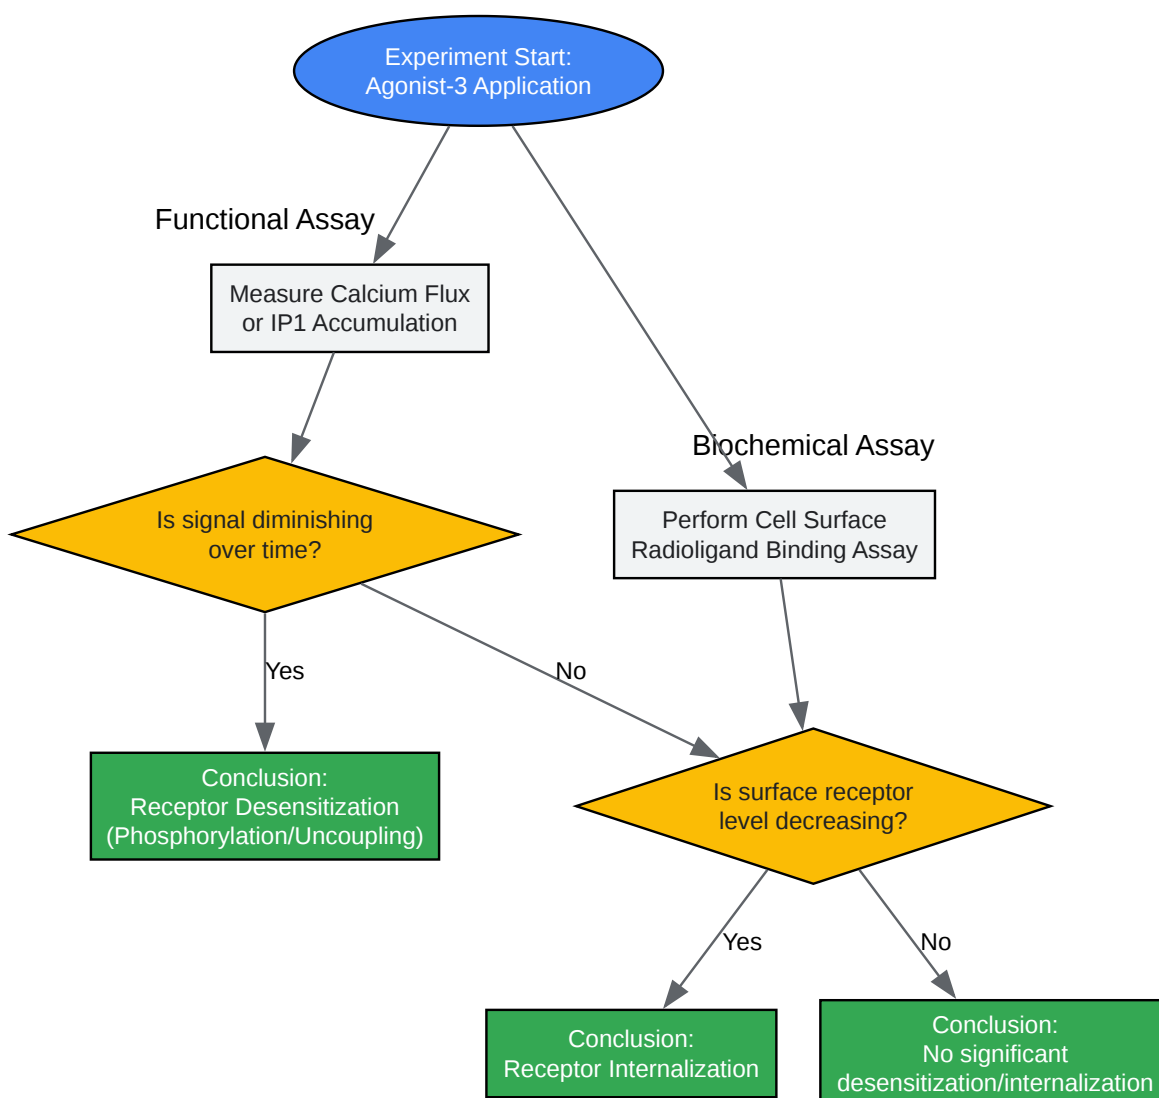 Experiment Start:
Agonist-3 Application
Functional Assay
Measure Calcium Flux
or IP1 Accumulation
Biochemical Assay
Perform Cell Surface
Radioligand Binding Assay
Is signal diminishing
over time?
Yes
No
Conclusion:
Receptor Desensitization
(Phosphorylation/Uncoupling)
Is surface receptor
level decreasing?
Yes
No
Conclusion:
Receptor Internalization
Conclusion:
No significant
desensitization/internalization